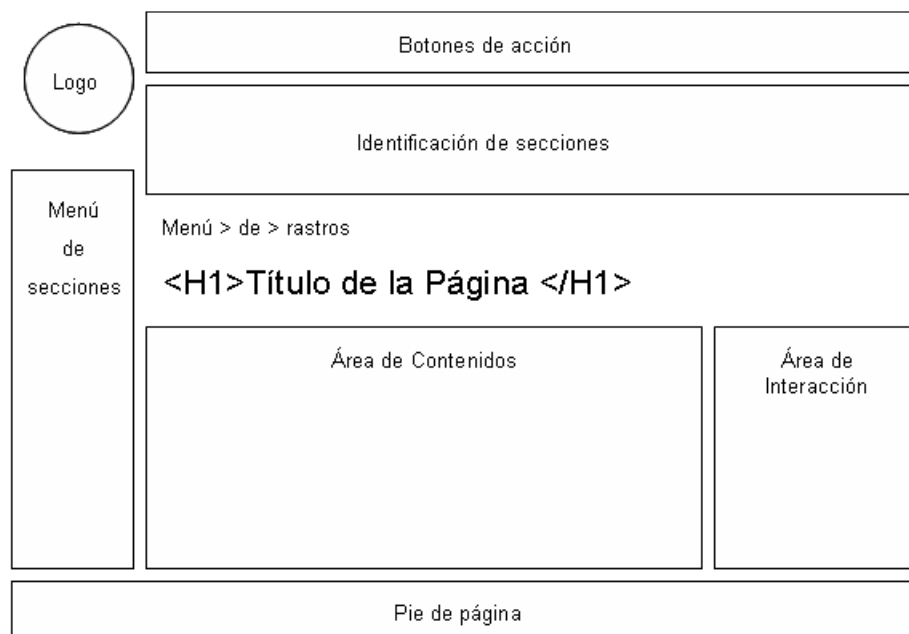 Logo
Botones de acción
Identificación de secciones
Menú
de
secciones
Menú > de > rastros
<H1>Título de la Página </H1>
Área de Contenidos
Área de
Interacción
Pie de página